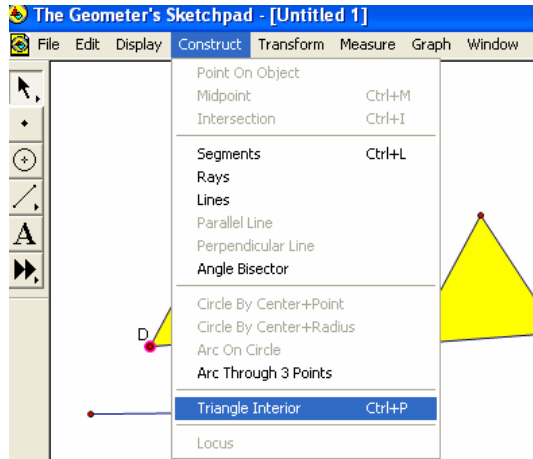 The Geometer's Sketchpad - [Untitled 1]
File Edit Display Construct Transform Measure Graph Window
Point On Object
Midpoint Ctrl+M
Intersection Ctrl+I
Segments Ctrl+L
Rays
Lines
Parallel Line
Perpendicular Line
Angle Bisector
Circle By Center+Point
Circle By Center+Radius
Arc On Circle
Arc Through 3 Points
Triangle Interior Ctrl+P
Locus
A
D